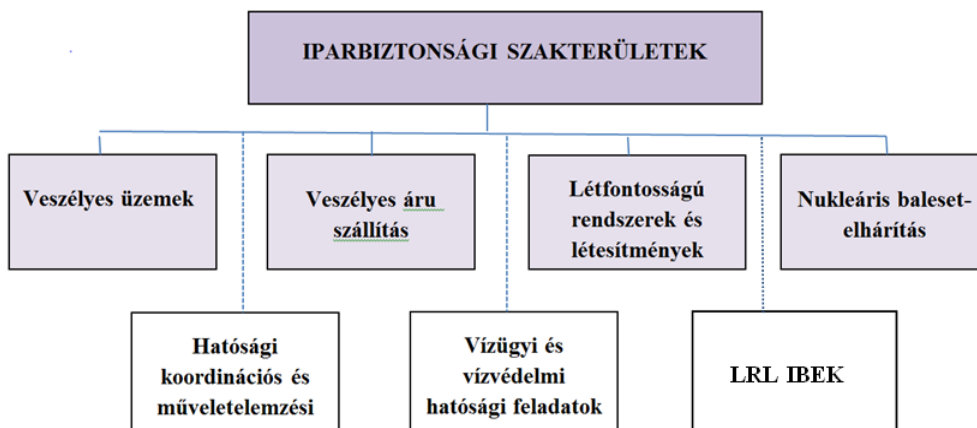 IPARBIZTONSÁGI SZAKTERÜLETEK
Veszélyes üzemek
Veszélyes áru
szállítás
Létfontosságú
rendszerek és
létesítmények
Nukleáris baleset-
elhárítás
Hatósági
koordinációs és
műveletelemzési
Vízügyi és
vízvédelmi
hatósági feladatok
LRL IBEK